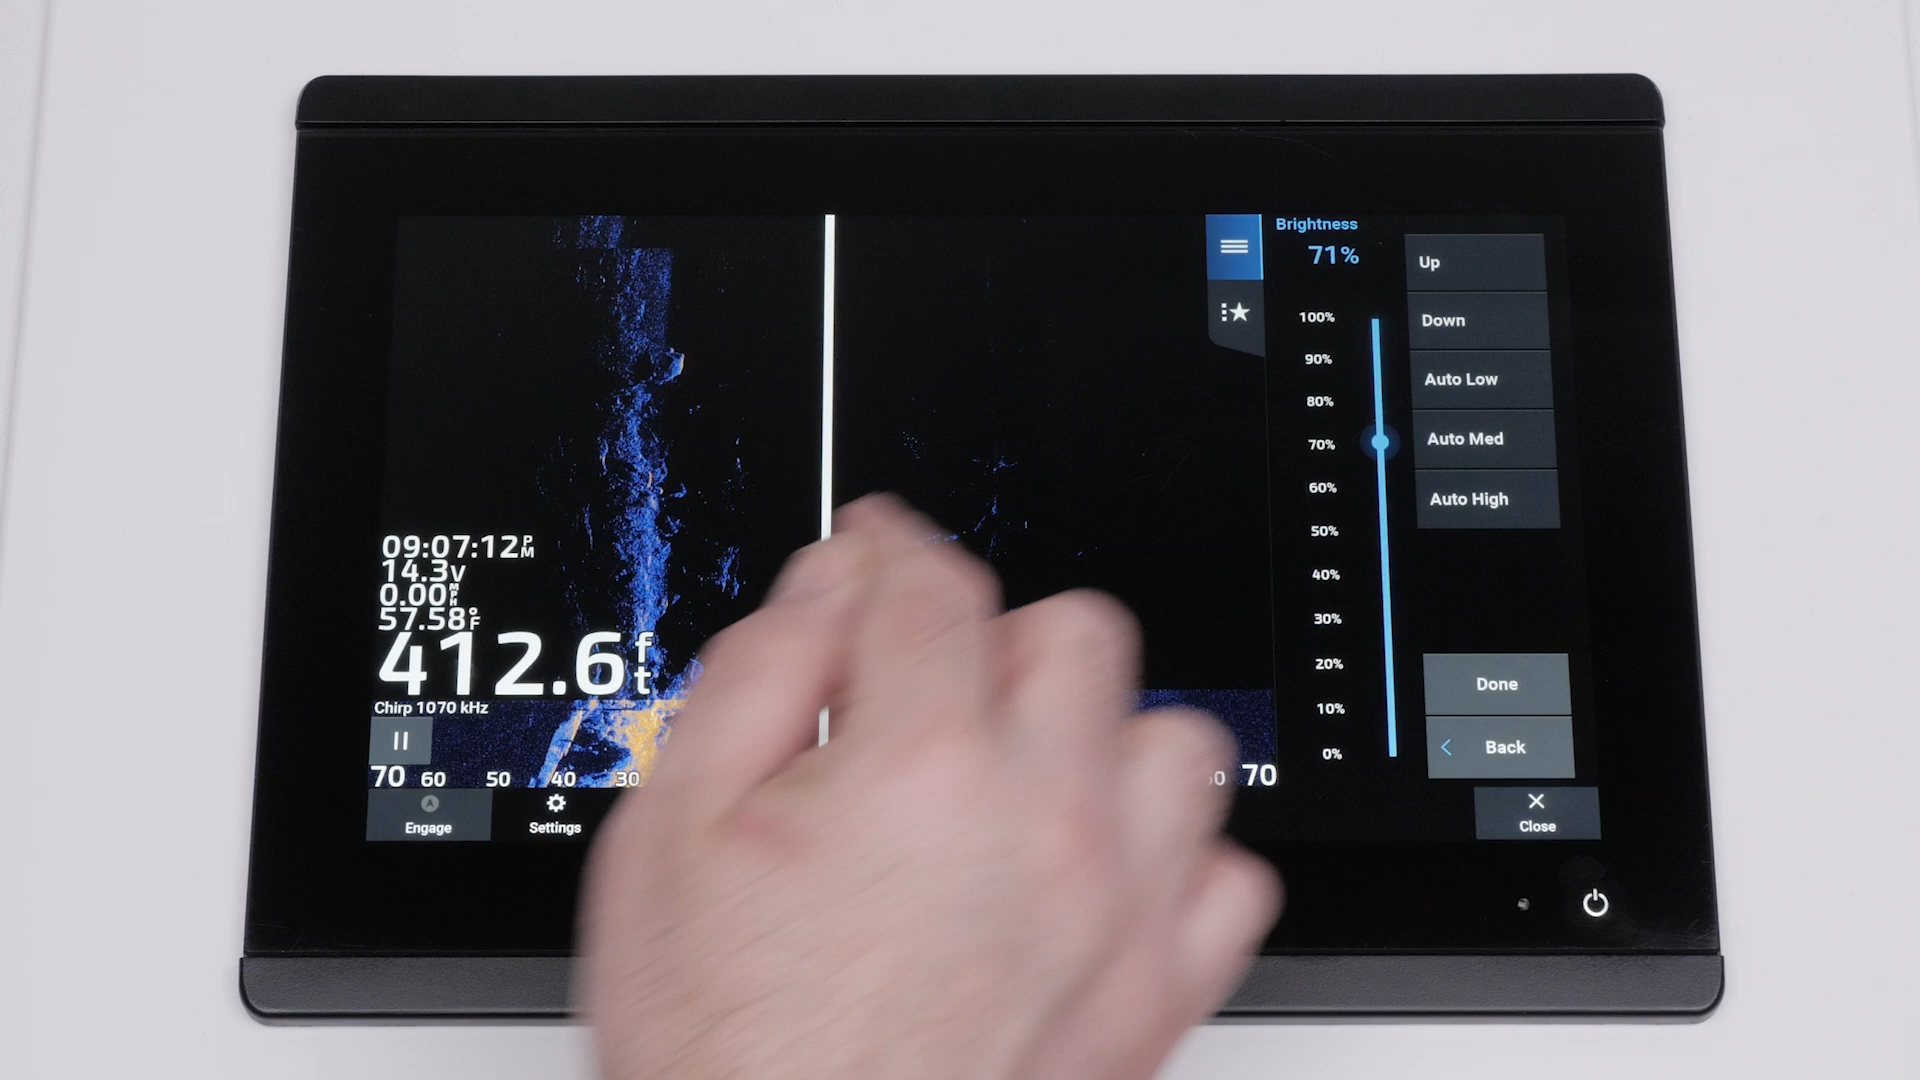 Brightness
71%
100%
90%
80%
70%
60%
50%
40%
30%
20%
10%
0%
Up
Down
Auto Low
Auto Med
Auto High
Done
Back
Close
09:07:12PM
14.3V
0.00MPH
57.58°F
412.6ft
Chirp 1070 kHz
70 60 50 40 30
70
Engage
Settings